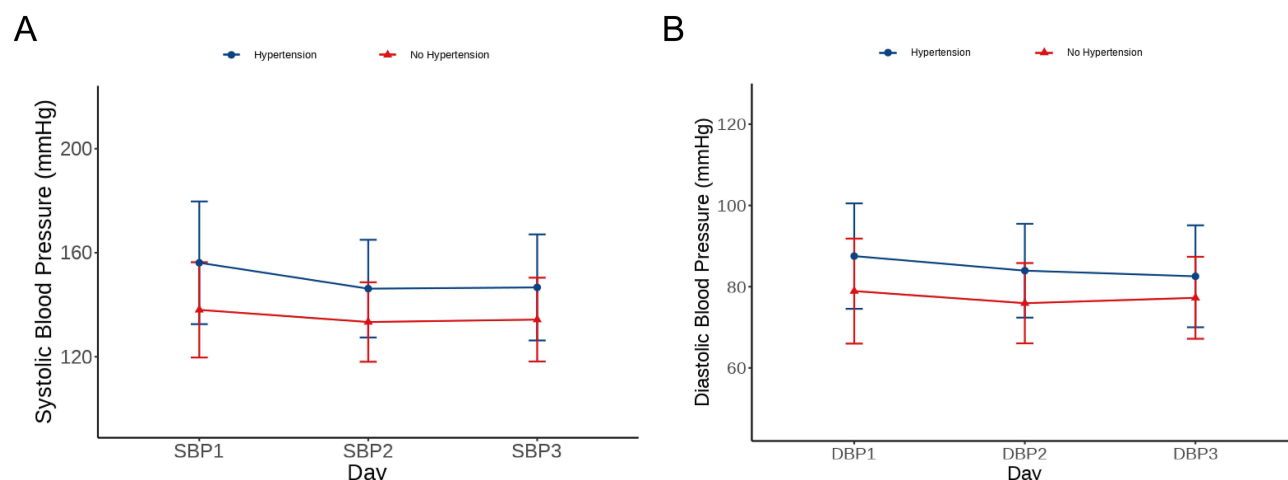 A
Hypertension
No Hypertension
Systolic Blood Pressure (mmHg)
200
160
120
SBP1
SBP2
SBP3
Day
B
Hypertension
No Hypertension
Diastolic Blood Pressure (mmHg)
120
100
80
60
DBP1
DBP2
DBP3
Day